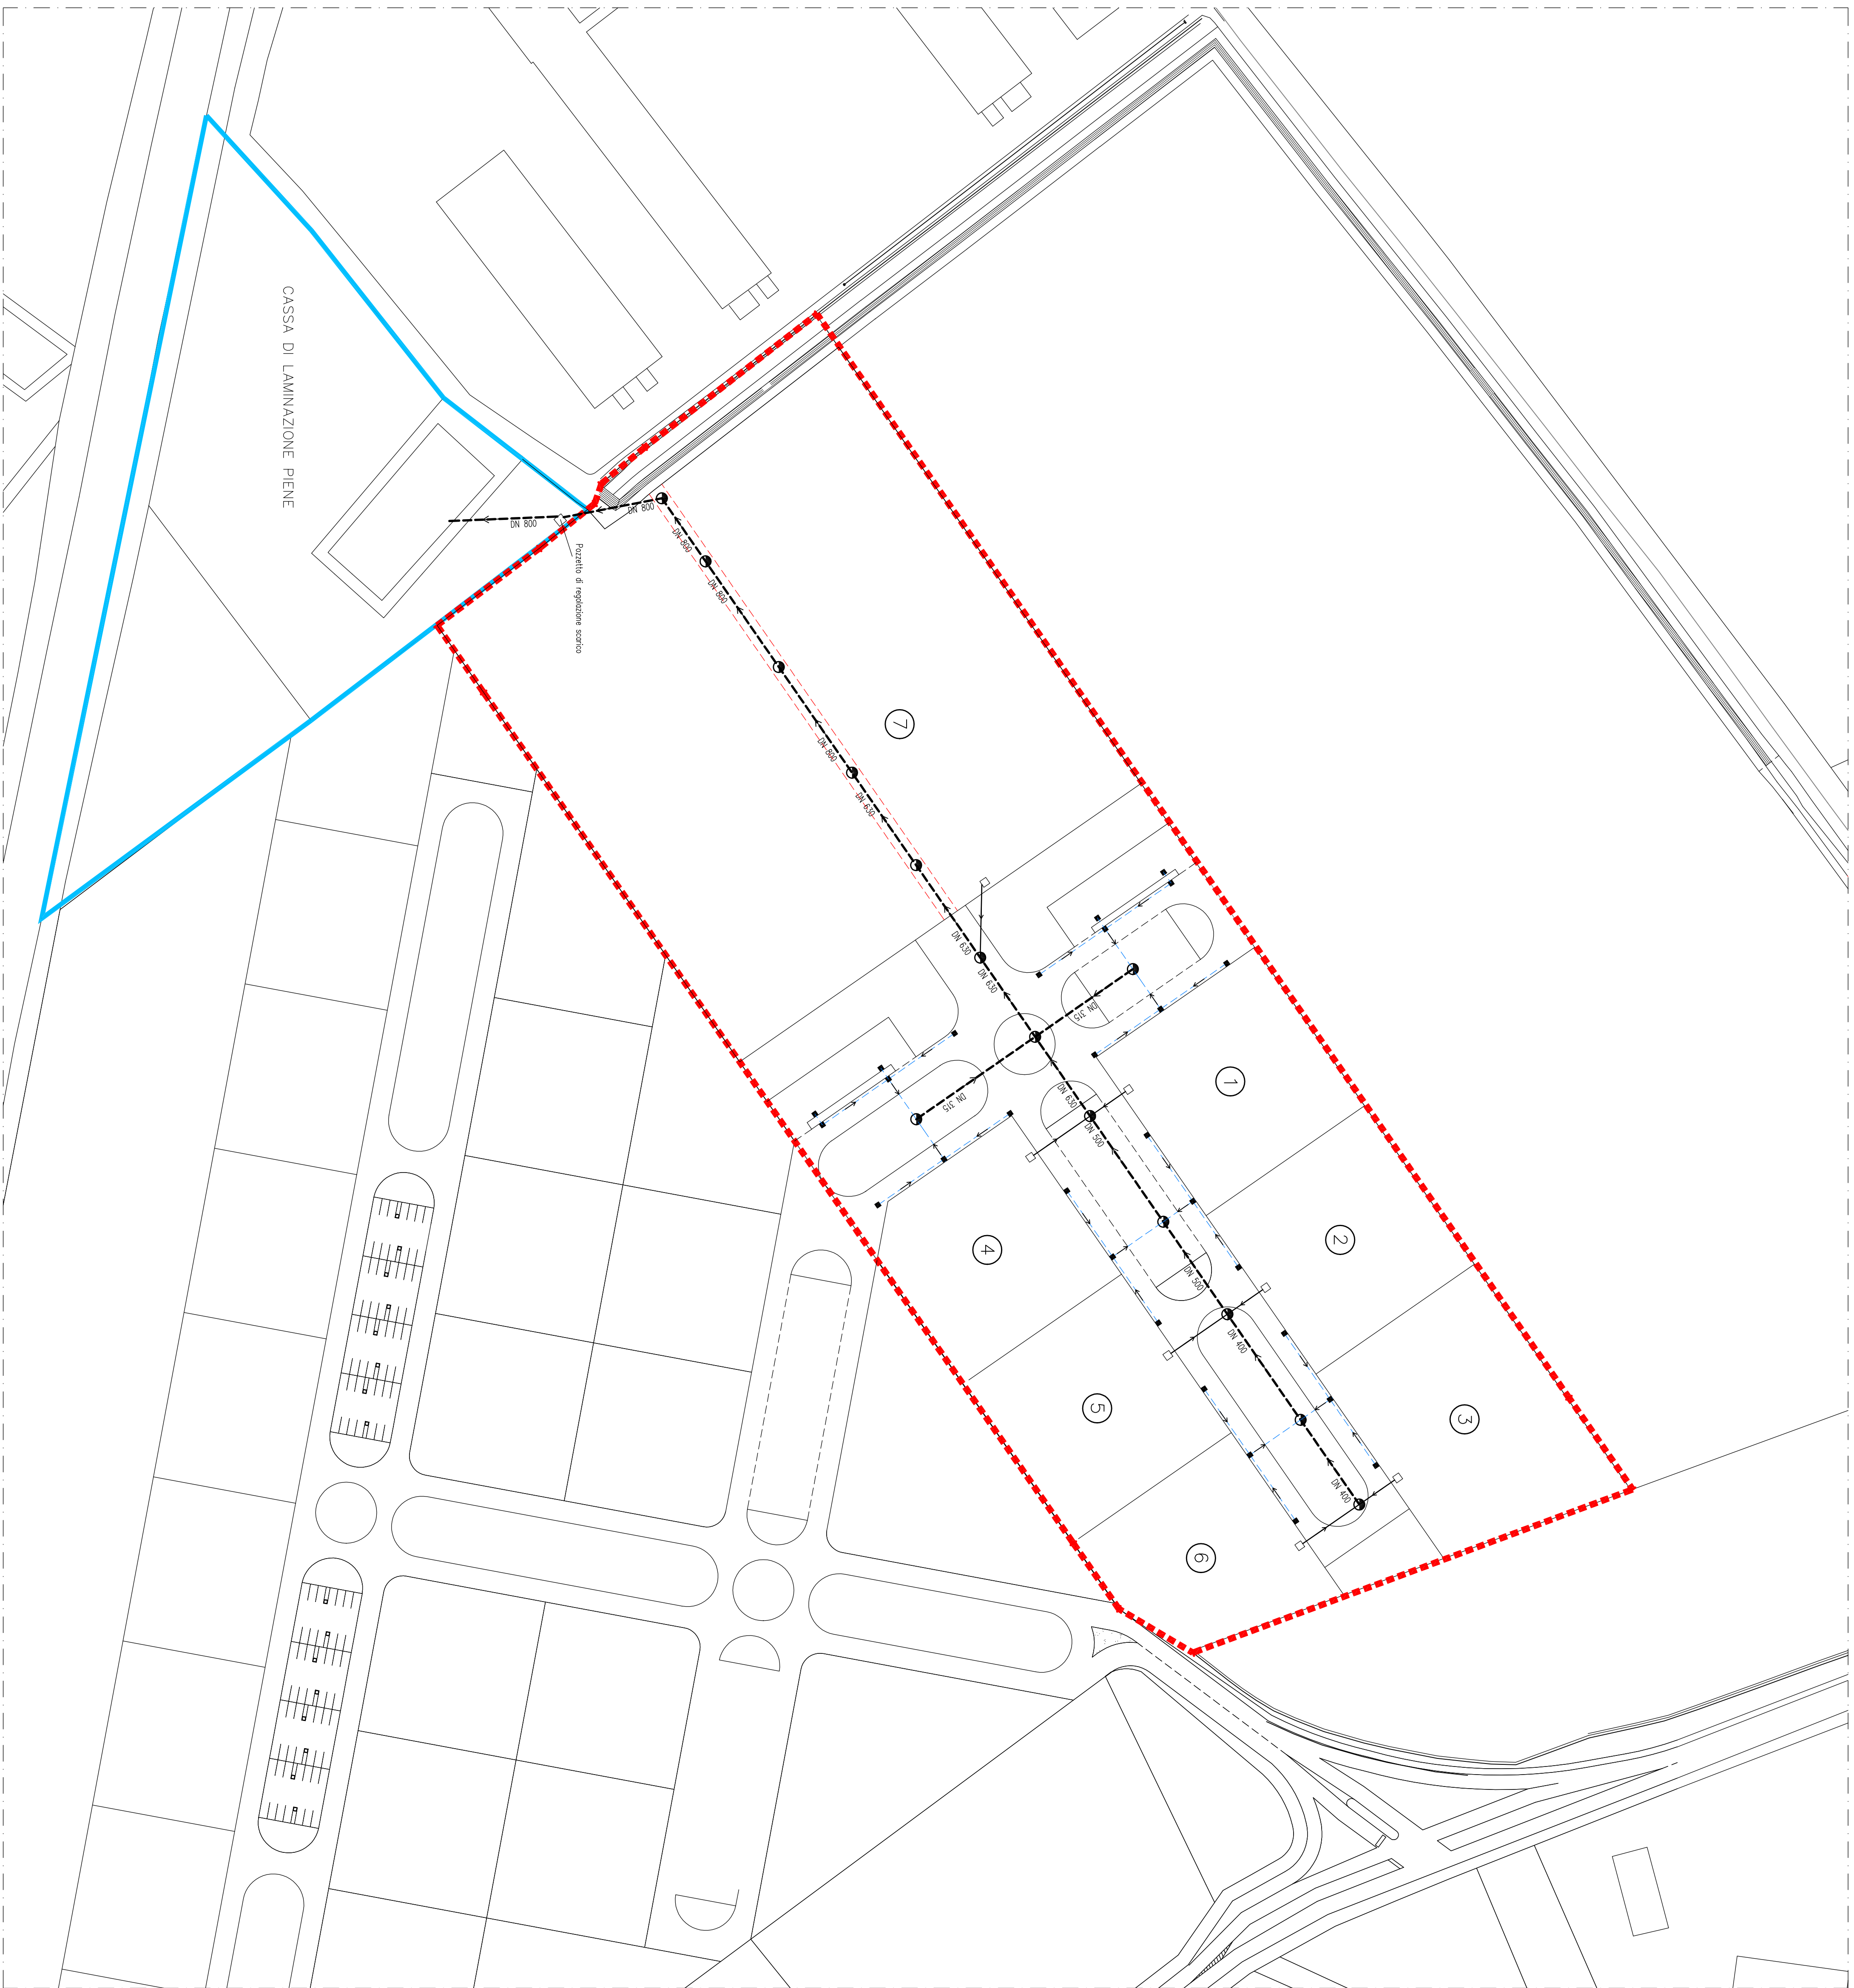 CASSA DI LAMINAZIONE PIENE
Pozzetto di regolazione scarico
DN 800
DN 800
DN 800
DN 800
DN 800
DN 630
DN 630
DN 630
DN 315
DN 315
DN 630
DN 500
DN 500
DN 400
DN 400
7
1
2
3
4
5
6